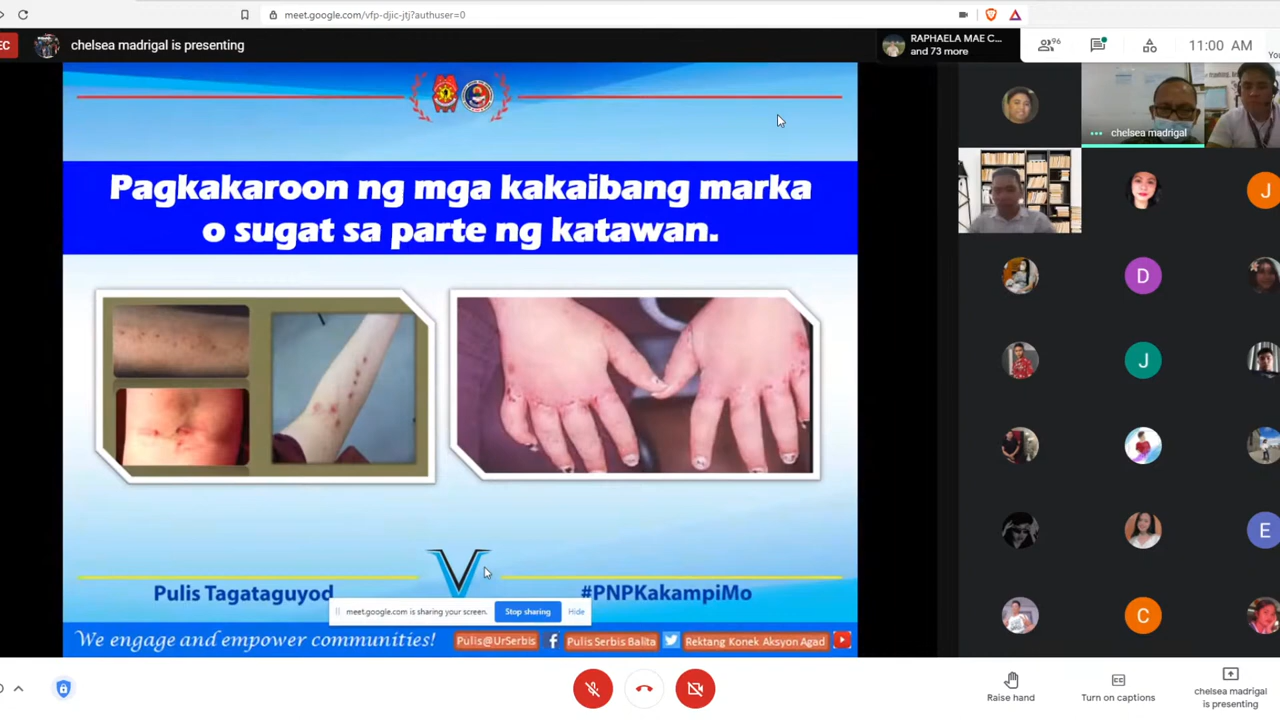 meet.google.com/vfp-djic-jtj?authuser=0
EC
chelsea madrigal is presenting
RAPHAELA MAE C...
and 73 more
96
11:00 AM
Pagkakaroon ng mga kakaibang marka
o sugat sa parte ng katawan.
chelsea madrigal
J
D
J
E
C
V
Pulis Tagataguyod
#PNPKakampiMo
meet.google.com is sharing your screen.
Stop sharing
Hide
We engage and empower communities!
Pulis@UrSerbis
Pulis Serbis Balita
Rektang Konek Aksyon Agad
Raise hand
CC
Turn on captions
chelsea madrigal
is presenting